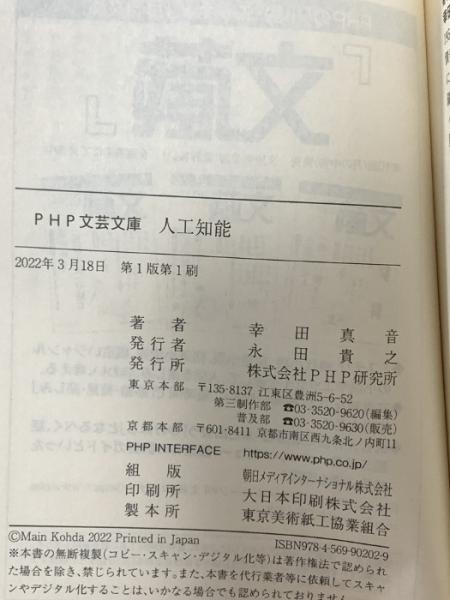 PHP文芸文庫 人工知能
2022年3月18日 第1版第1刷
著者 幸田真音
発行者 永田貴之
発行所 株式会社PHP研究所
東京本部 〒135-8137 江東区豊洲5-6-52
第三制作部 ☎03-3520-9620(編集)
普及部 ☎03-3520-9630(販売)
京都本部 〒601-8411 京都市南区西九条北ノ内町11
PHP INTERFACE https://www.php.co.jp/
組版 朝日メディアインターナショナル株式会社
印刷所 大日本印刷株式会社
製本所 東京美術紙工協業組合
©Main Kohda 2022 Printed in Japan ISBN978-4-569-90202-9
※本書の無断複製(コピー・スキャン・デジタル化等)は著作権法で認められ
た場合を除き、禁じられています。また、本書を代行業者等に依頼してスキャ
ンやデジタル化することは、いかなる場合でも認められておりません。